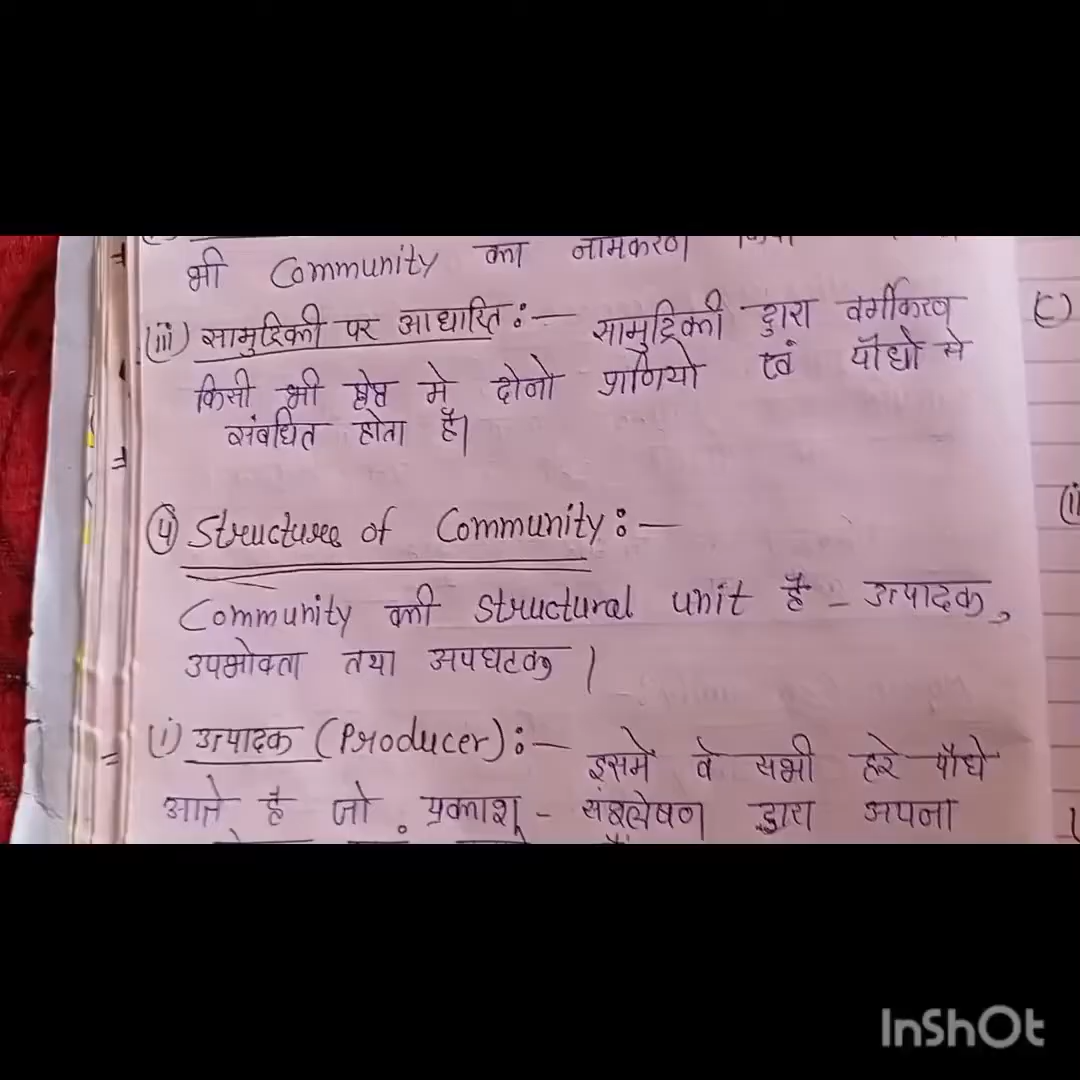 भी Community का नामकरण
(iii) सामुद्रिकी पर आधारित :— सामुद्रिकी द्वारा वर्गीकरण
किसी भी क्षेत्र मे दोनो प्राणियो एवं पौधो से
संबधित होता है।
④ Structures of Community :—
Community की structural unit है – उत्पादक,
उपभोक्ता तथा अपघटक |
(i) उत्पादक (Producer) :— इसमे वे सभी हरे पौधे
आते है जो प्रकाश - संश्लेषण द्वारा अपना
(C)
InShOt